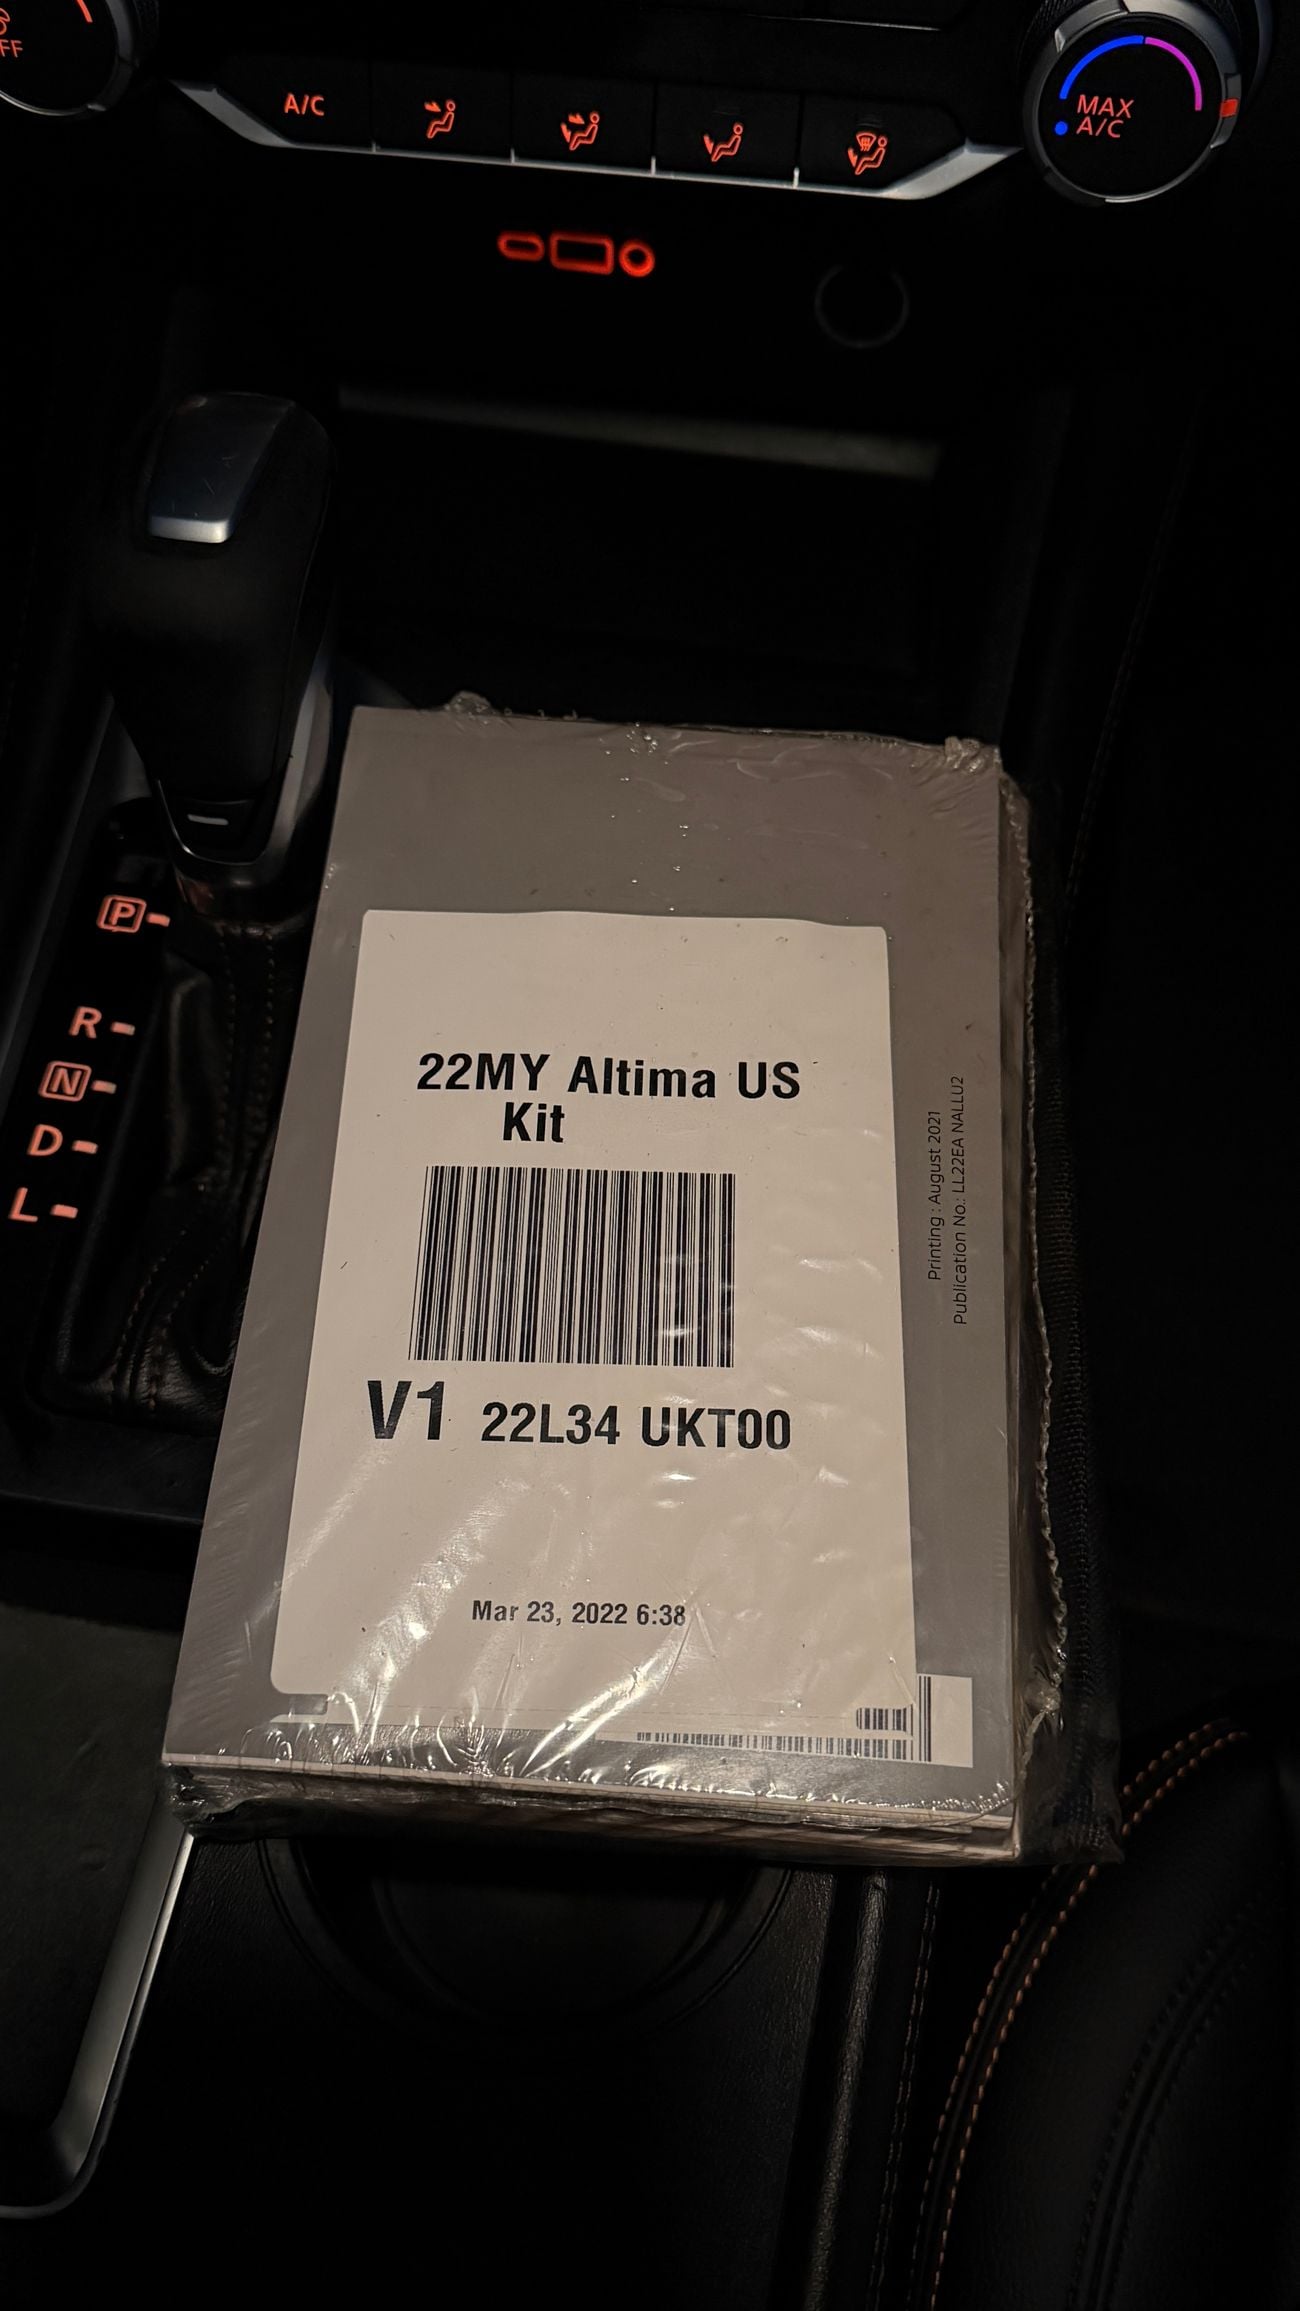 FF
A/C
MAX
A/C
P
R
N
D
L
22MY Altima US
Kit
V1 22L34 UKT00
Mar 23, 2022 6:38
Printing : August 2021
Publication No.: LL22EA NALLU2